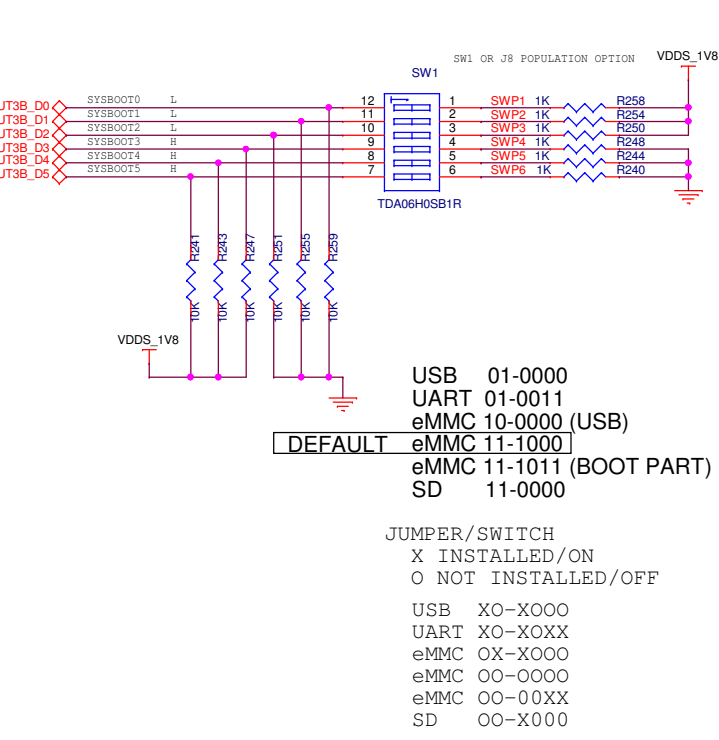 SW1 OR J8 POPULATION OPTION
VDDS_1V8
SW1
UT3B_D0 SYSBOOT0 L 12 1 SWP1 1K R258
UT3B_D1 SYSBOOT1 L 11 2 SWP2 1K R254
UT3B_D2 SYSBOOT2 L 10 3 SWP3 1K R250
UT3B_D3 SYSBOOT3 H 9 4 SWP4 1K R248
UT3B_D4 SYSBOOT4 H 8 5 SWP5 1K R244
UT3B_D5 SYSBOOT5 H 7 6 SWP6 1K R240
TDA06H0SB1R
R241 R243 R247 R251 R255 R259
10K 10K 10K 10K 10K 10K
VDDS_1V8
USB 01-0000
UART 01-0011
eMMC 10-0000 (USB)
DEFAULT eMMC 11-1000
eMMC 11-1011 (BOOT PART)
SD 11-0000
JUMPER/SWITCH
X INSTALLED/ON
O NOT INSTALLED/OFF
USB XO-XOOO
UART XO-XOXX
eMMC OX-XOOO
eMMC OO-OOOO
eMMC OO-00XX
SD OO-X000